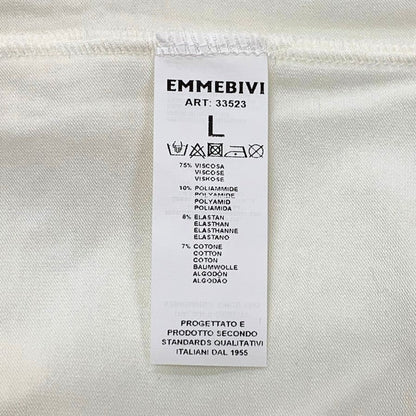 EMMEBIVI
ART: 33523
L
75% VISCOSA
VISCOSE
VISKOSE
10% POLIAMMIDE
POLYAMIDE
POLYAMID
POLIAMIDA
8% ELASTAN
ELASTHAN
ELASTHANNE
ELASTANO
7% COTONE
COTTON
COTON
BAUMWOLLE
ALGODÓN
ALGODÃO
PROGETTATO E
PRODOTTO SECONDO
STANDARDS QUALITATIVI
ITALIANI DAL 1955